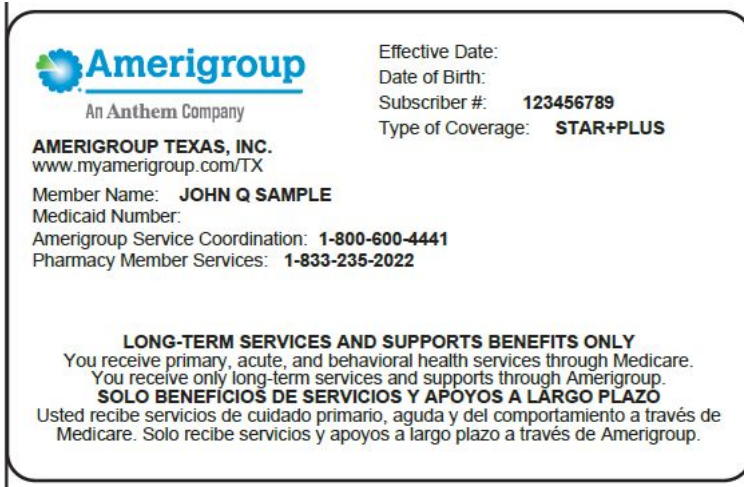 Amerigroup
An Anthem Company
AMERIGROUP TEXAS, INC.
www.myamerigroup.com/TX
Effective Date:
Date of Birth:
Subscriber #: 123456789
Type of Coverage: STAR+PLUS
Member Name: JOHN Q SAMPLE
Medicaid Number:
Amerigroup Service Coordination: 1-800-600-4441
Pharmacy Member Services: 1-833-235-2022
LONG-TERM SERVICES AND SUPPORTS BENEFITS ONLY
You receive primary, acute, and behavioral health services through Medicare.
You receive only long-term services and supports through Amerigroup.
SOLO BENEFICIOS DE SERVICIOS Y APOYOS A LARGO PLAZO
Usted recibe servicios de cuidado primario, aguda y del comportamiento a través de
Medicare. Solo recibe servicios y apoyos a largo plazo a través de Amerigroup.